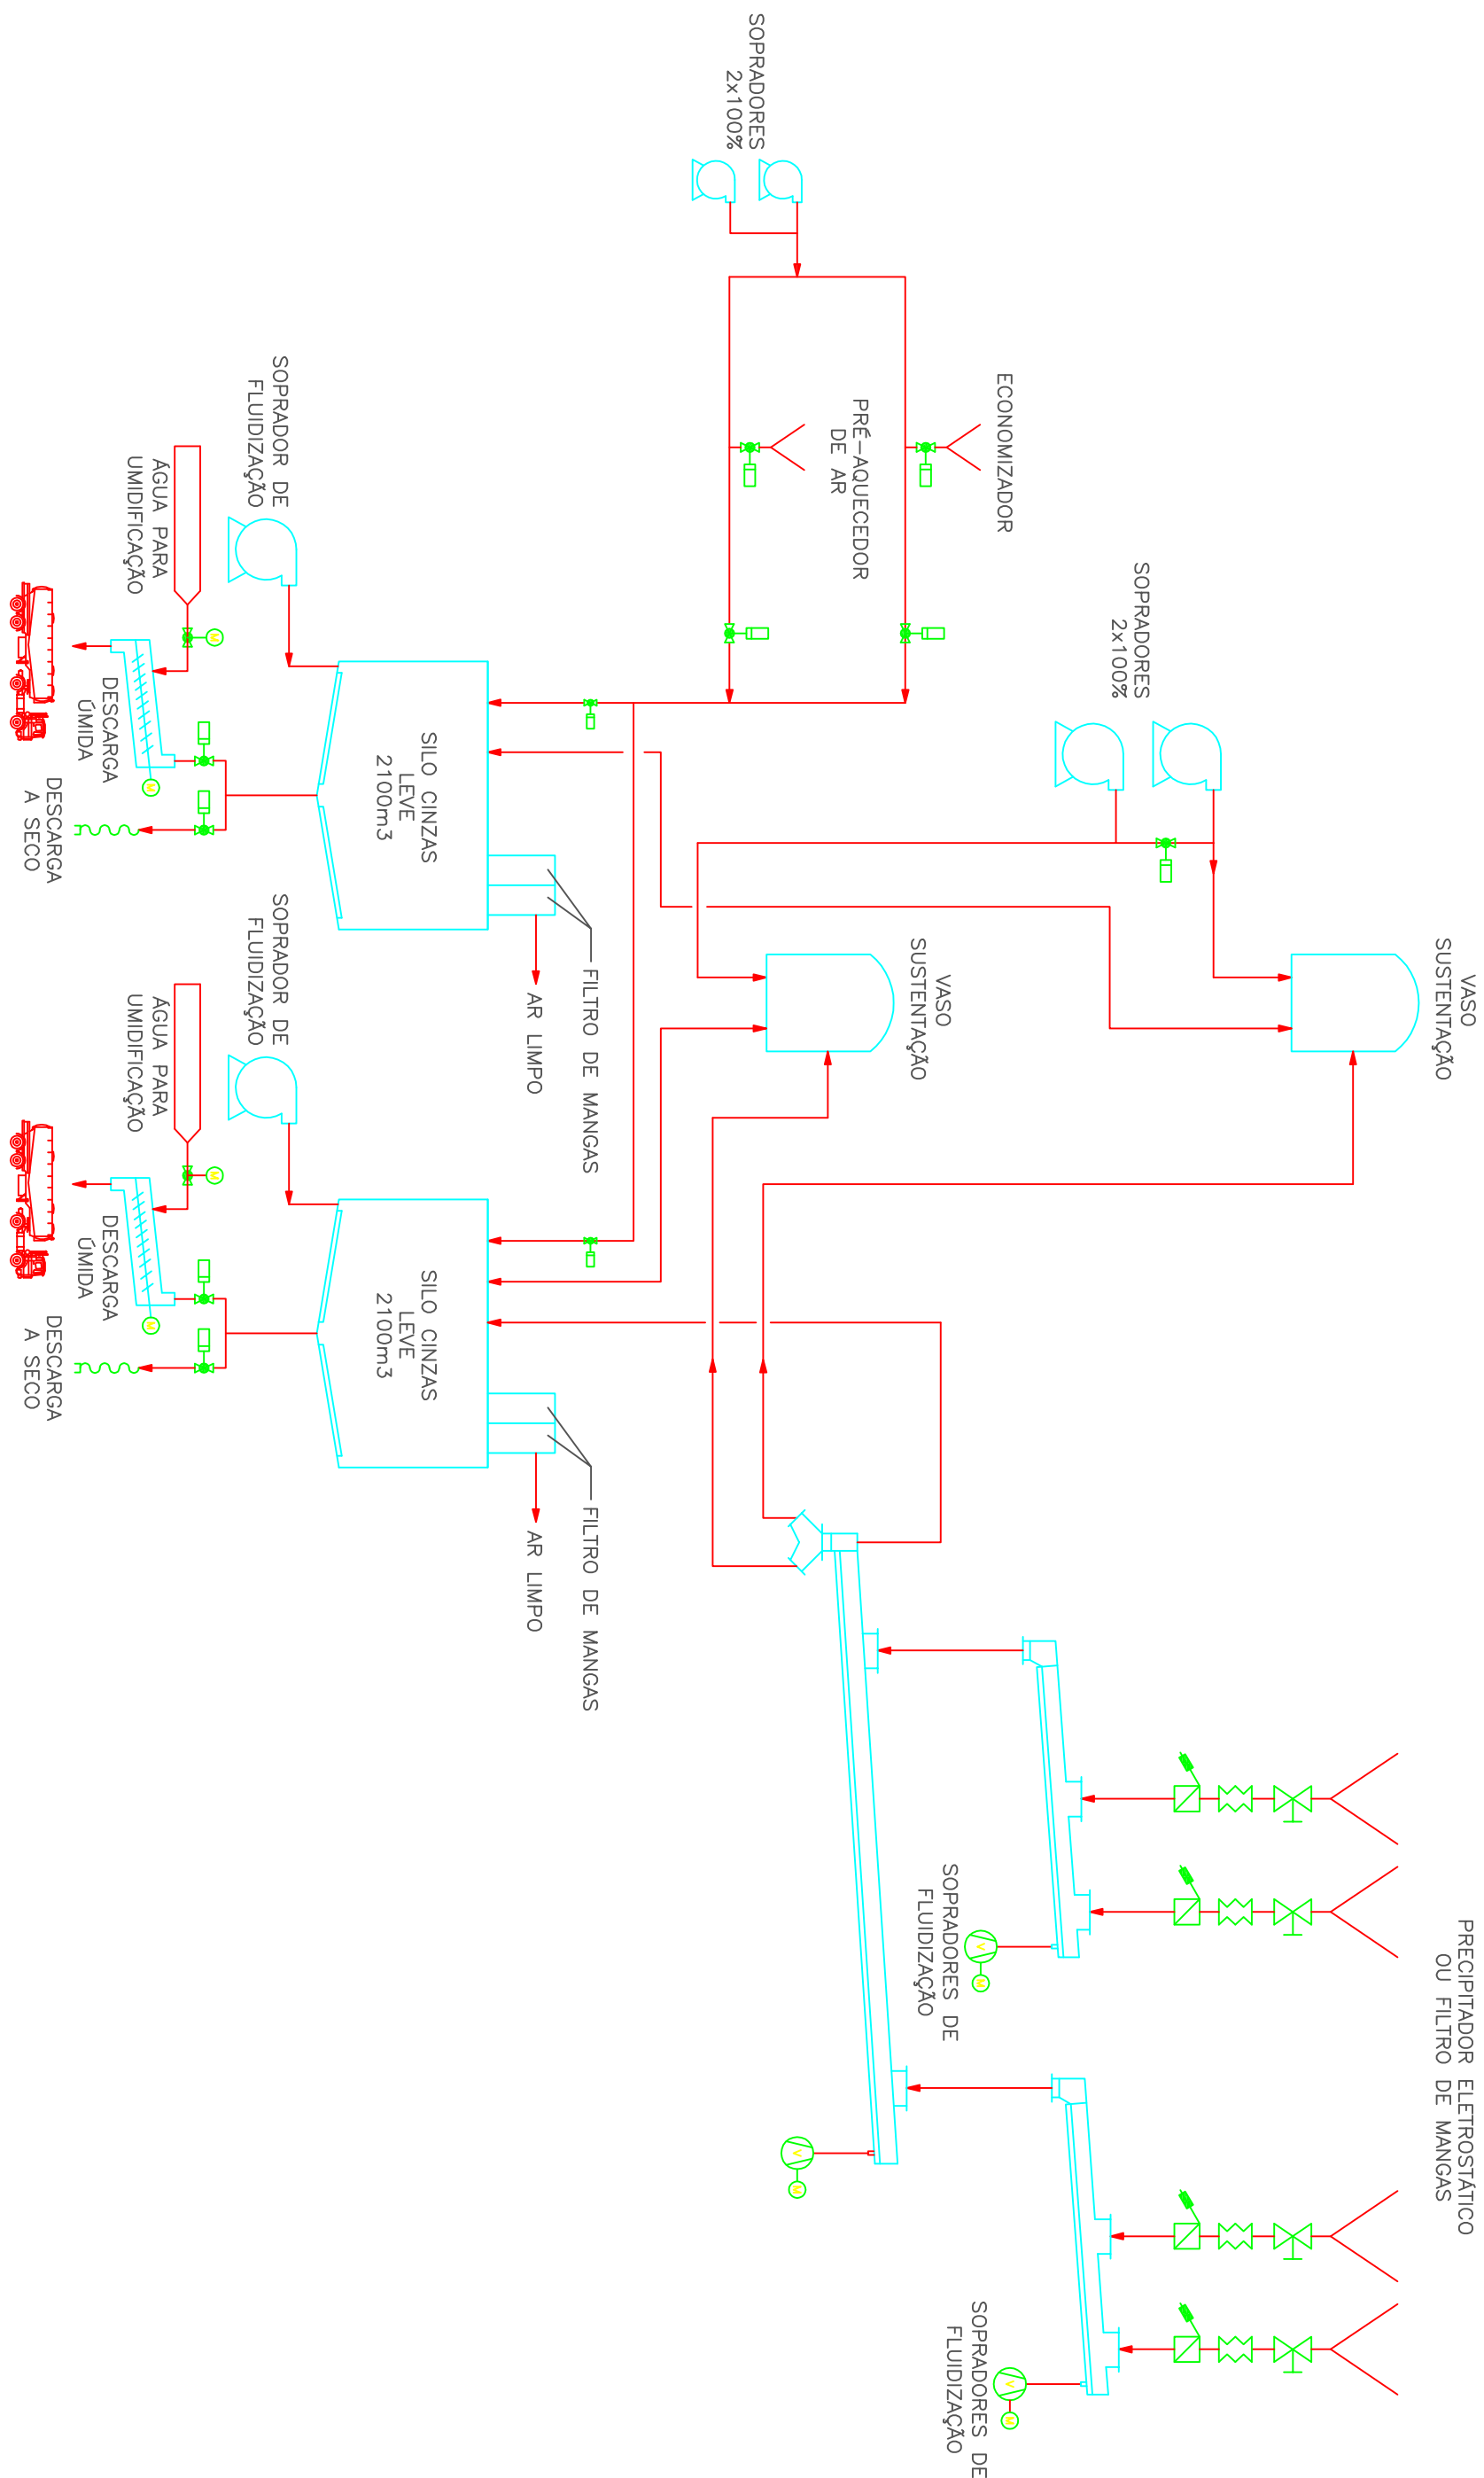 PRECIPITADOR ELETROSTÁTICO
OU FILTRO DE MANGAS
VASO
SUSTENTAÇÃO
SOPRADORES
2x100%
ECONOMIZADOR
PRÉ-AQUECEDOR
DE AR
SOPRADORES
2x100%
VASO
SUSTENTAÇÃO
SOPRADORES DE
FLUIDIZAÇÃO
V
M
SOPRADORES DE
FLUIDIZAÇÃO
V
M
V
M
FILTRO DE MANGAS
AR LIMPO
FILTRO DE MANGAS
AR LIMPO
SILO CINZAS
LEVE
2100m3
SILO CINZAS
LEVE
2100m3
SOPRADOR DE
FLUIDIZAÇÃO
SOPRADOR DE
FLUIDIZAÇÃO
ÁGUA PARA
UMIDIFICAÇÃO
M
ÁGUA PARA
UMIDIFICAÇÃO
M
DESCARGA
ÚMIDA
M
DESCARGA
ÚMIDA
M
DESCARGA
A SECO
DESCARGA
A SECO